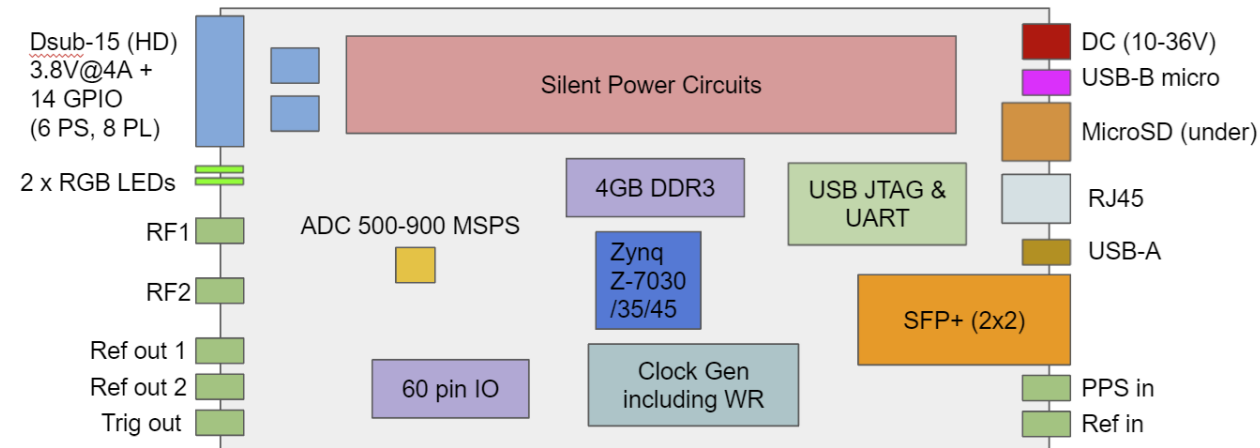 Dsub-15 (HD)
3.8V@4A +
14 GPIO
(6 PS, 8 PL)
2 x RGB LEDs
RF1
RF2
Ref out 1
Ref out 2
Trig out
Silent Power Circuits
4GB DDR3
USB JTAG &
UART
ADC 500-900 MSPS
Zynq
Z-7030
/35/45
SFP+ (2x2)
60 pin IO
Clock Gen
including WR
DC (10-36V)
USB-B micro
MicroSD (under)
RJ45
USB-A
PPS in
Ref in